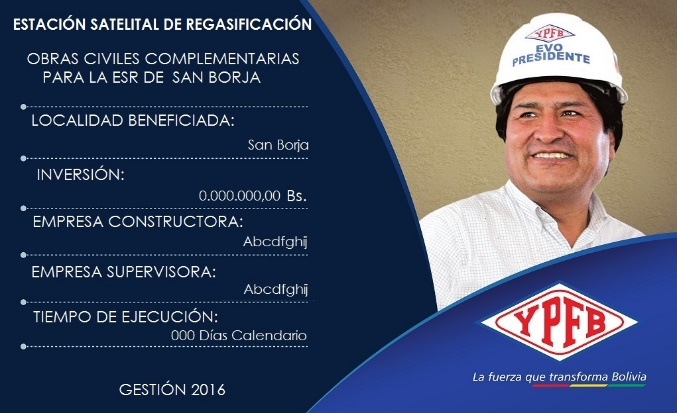 ESTACIÓN SATELITAL DE REGASIFICACIÓN
OBRAS CIVILES COMPLEMENTARIAS
PARA LA ESR DE SAN BORJA
LOCALIDAD BENEFICIADA:
San Borja
INVERSIÓN:
0.000.000,00 Bs.
EMPRESA CONSTRUCTORA:
Abcdfghij
EMPRESA SUPERVISORA:
Abcdfghij
TIEMPO DE EJECUCIÓN:
000 Días Calendario
GESTIÓN 2016
YPFB
EVO
PRESIDENTE
YPFB
La fuerza que transforma Bolivia